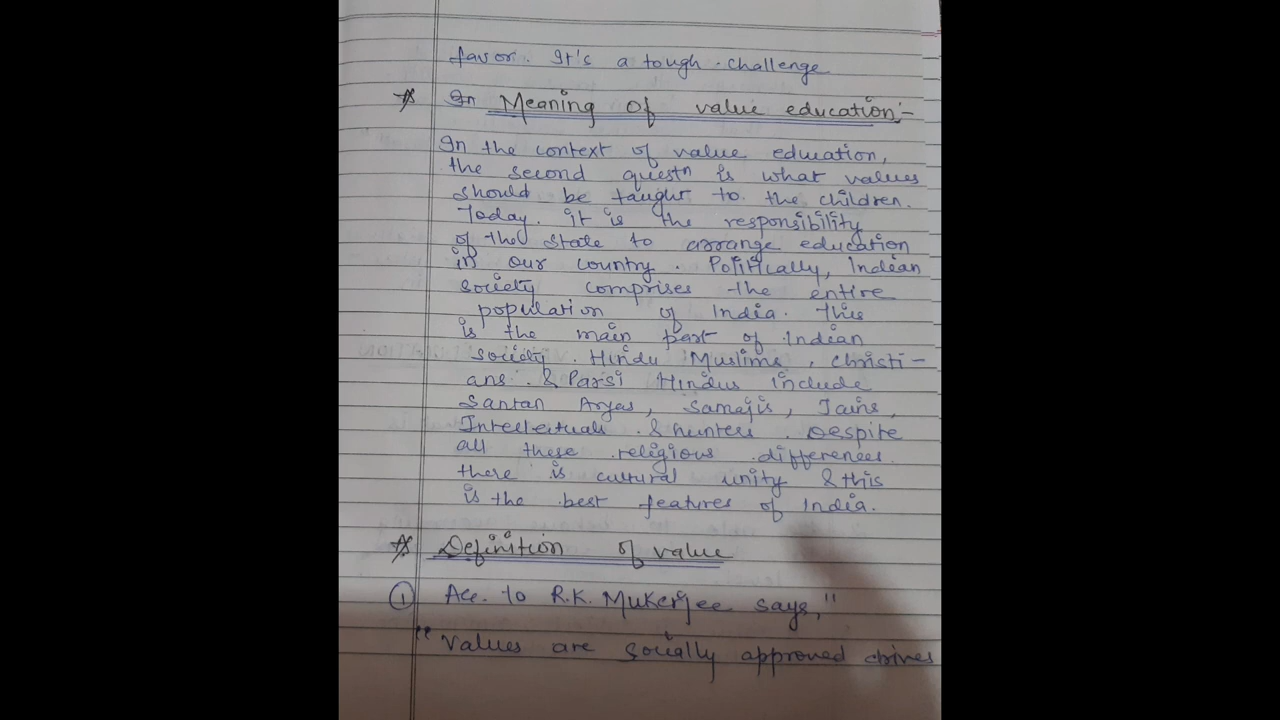 favor. It's a tough challenge
* In Meaning of value education:-
In the context of value education,
the second questn is what values
should be taught to the children.
Today. it is the responsibility
of the state to arrange education
in our country. Politically, Indian
society comprises the entire
population of India. This
is the main part of Indian
society. Hindu Muslims, christi-
ans. & Parsi Hindus include
Santan Aryas, Samajis, Jains,
Intellectuals & hunters. Despite
all these religious differences.
there is cultural unity & this
is the best features of India.
* Definition of value
① Acc. to R.K. Mukerjee says,"
"Values are socially approved drives